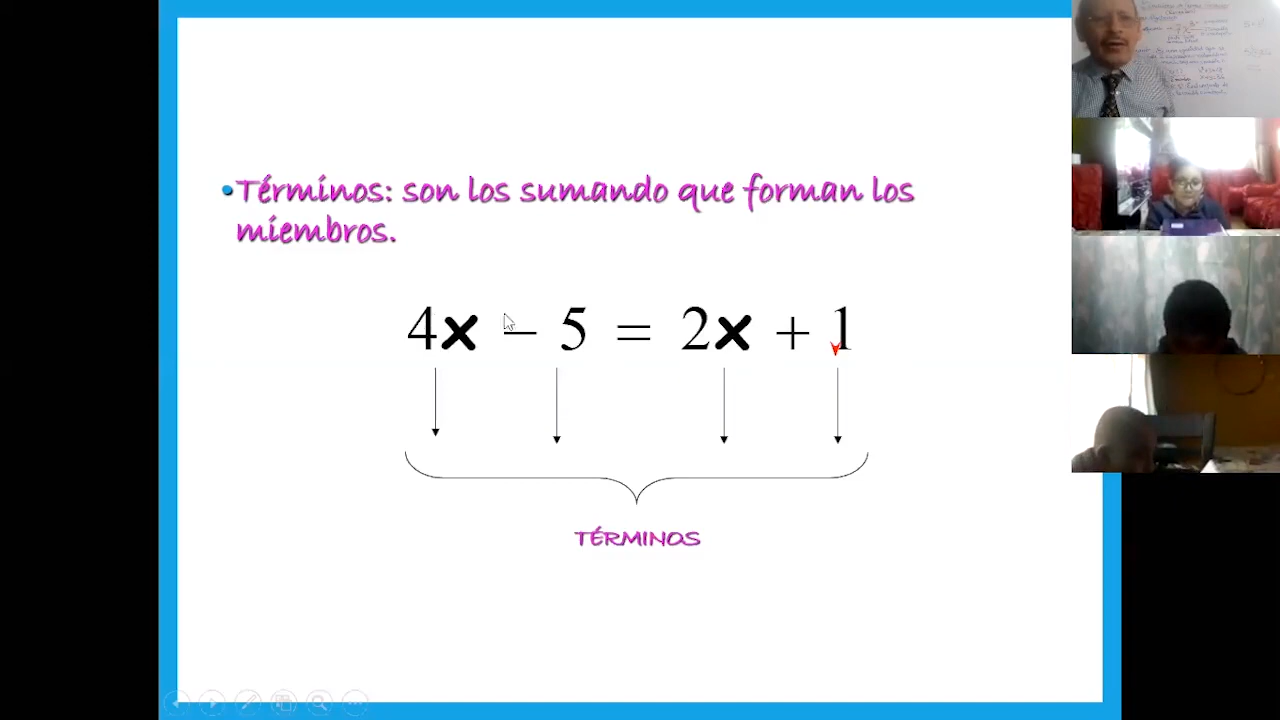 •Términos: son los sumando que forman los
miembros.
4x − 5 = 2x + 1
TÉRMINOS